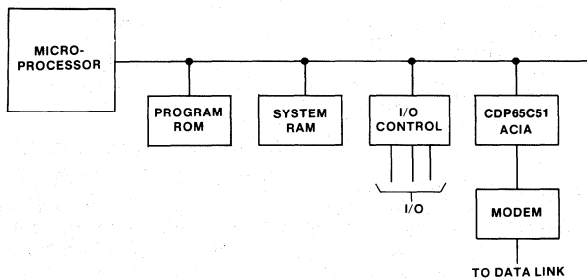 MICRO-
PROCESSOR
PROGRAM
ROM
SYSTEM
RAM
I/O
CONTROL
CDP65C51
ACIA
I/O
MODEM
TO DATA LINK